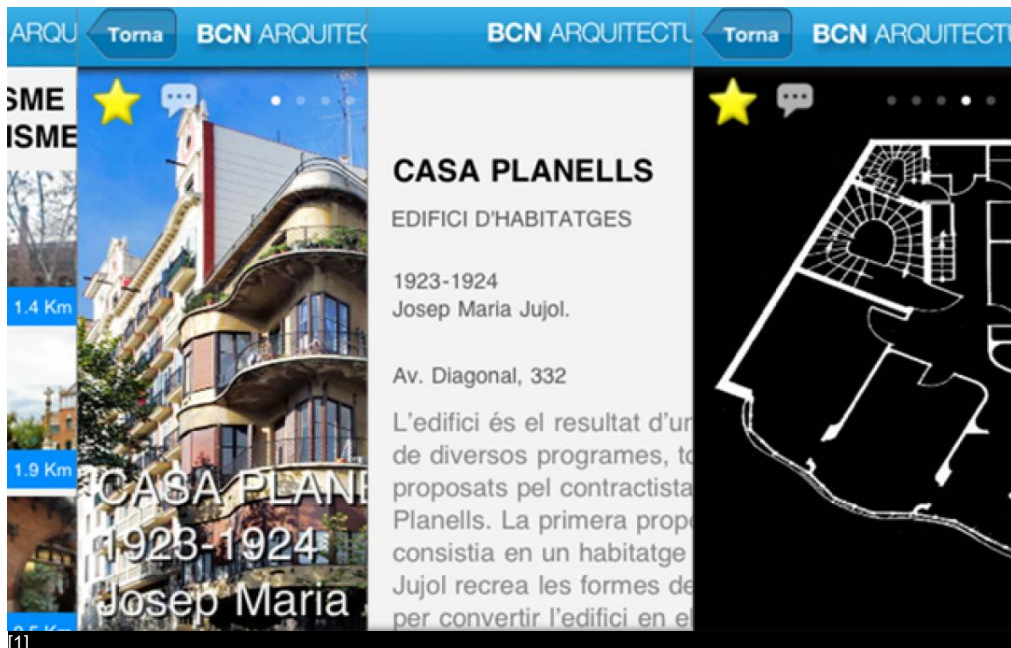 ARQU
SME
ISME
1.4 Km
1.9 Km
Torna
BCN ARQUITEC
CASA PLANE
1923-1924
Josep Maria
BCN ARQUITECTU
CASA PLANELLS
EDIFICI D'HABITATGES
1923-1924
Josep Maria Jujol.
Av. Diagonal, 332
L'edifici és el resultat d'un
de diversos programes, to
proposats pel contractista
Planells. La primera propo
consistia en un habitatge
Jujol recrea les formes de
per convertir l'edifici en el
Torna
BCN ARQUITECTU
[1]